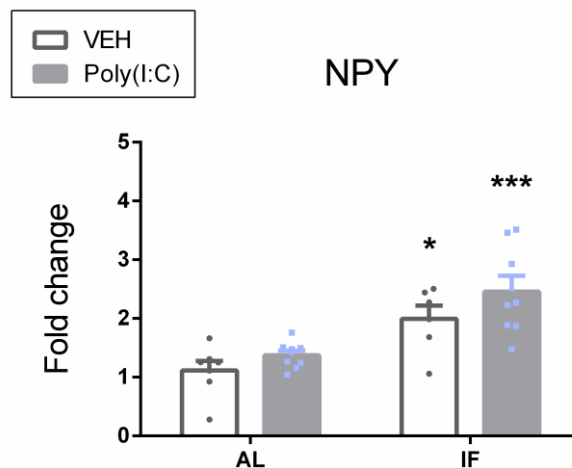 VEH
Poly(I:C)
NPY
Fold change
5
4
3
2
1
0
*
***
AL
IF